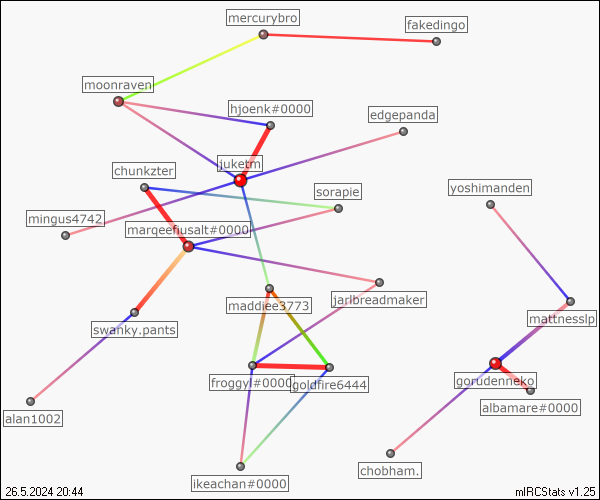 mercurybro
fakedingo
moonraven
hjoenk#0000
edgepanda
juketm
chunkzter
yoshimanden
sorapie
mingus4742
marqeefiusalt#0000
maddiee3773
jarlbreadmaker
mattnesslp
swanky.pants
froggyl#0000
goldfire6444
gorudenneko
albamare#0000
alan1002
chobham.
ikeachan#0000
26.5.2024 20:44
mIRCStats v1.25